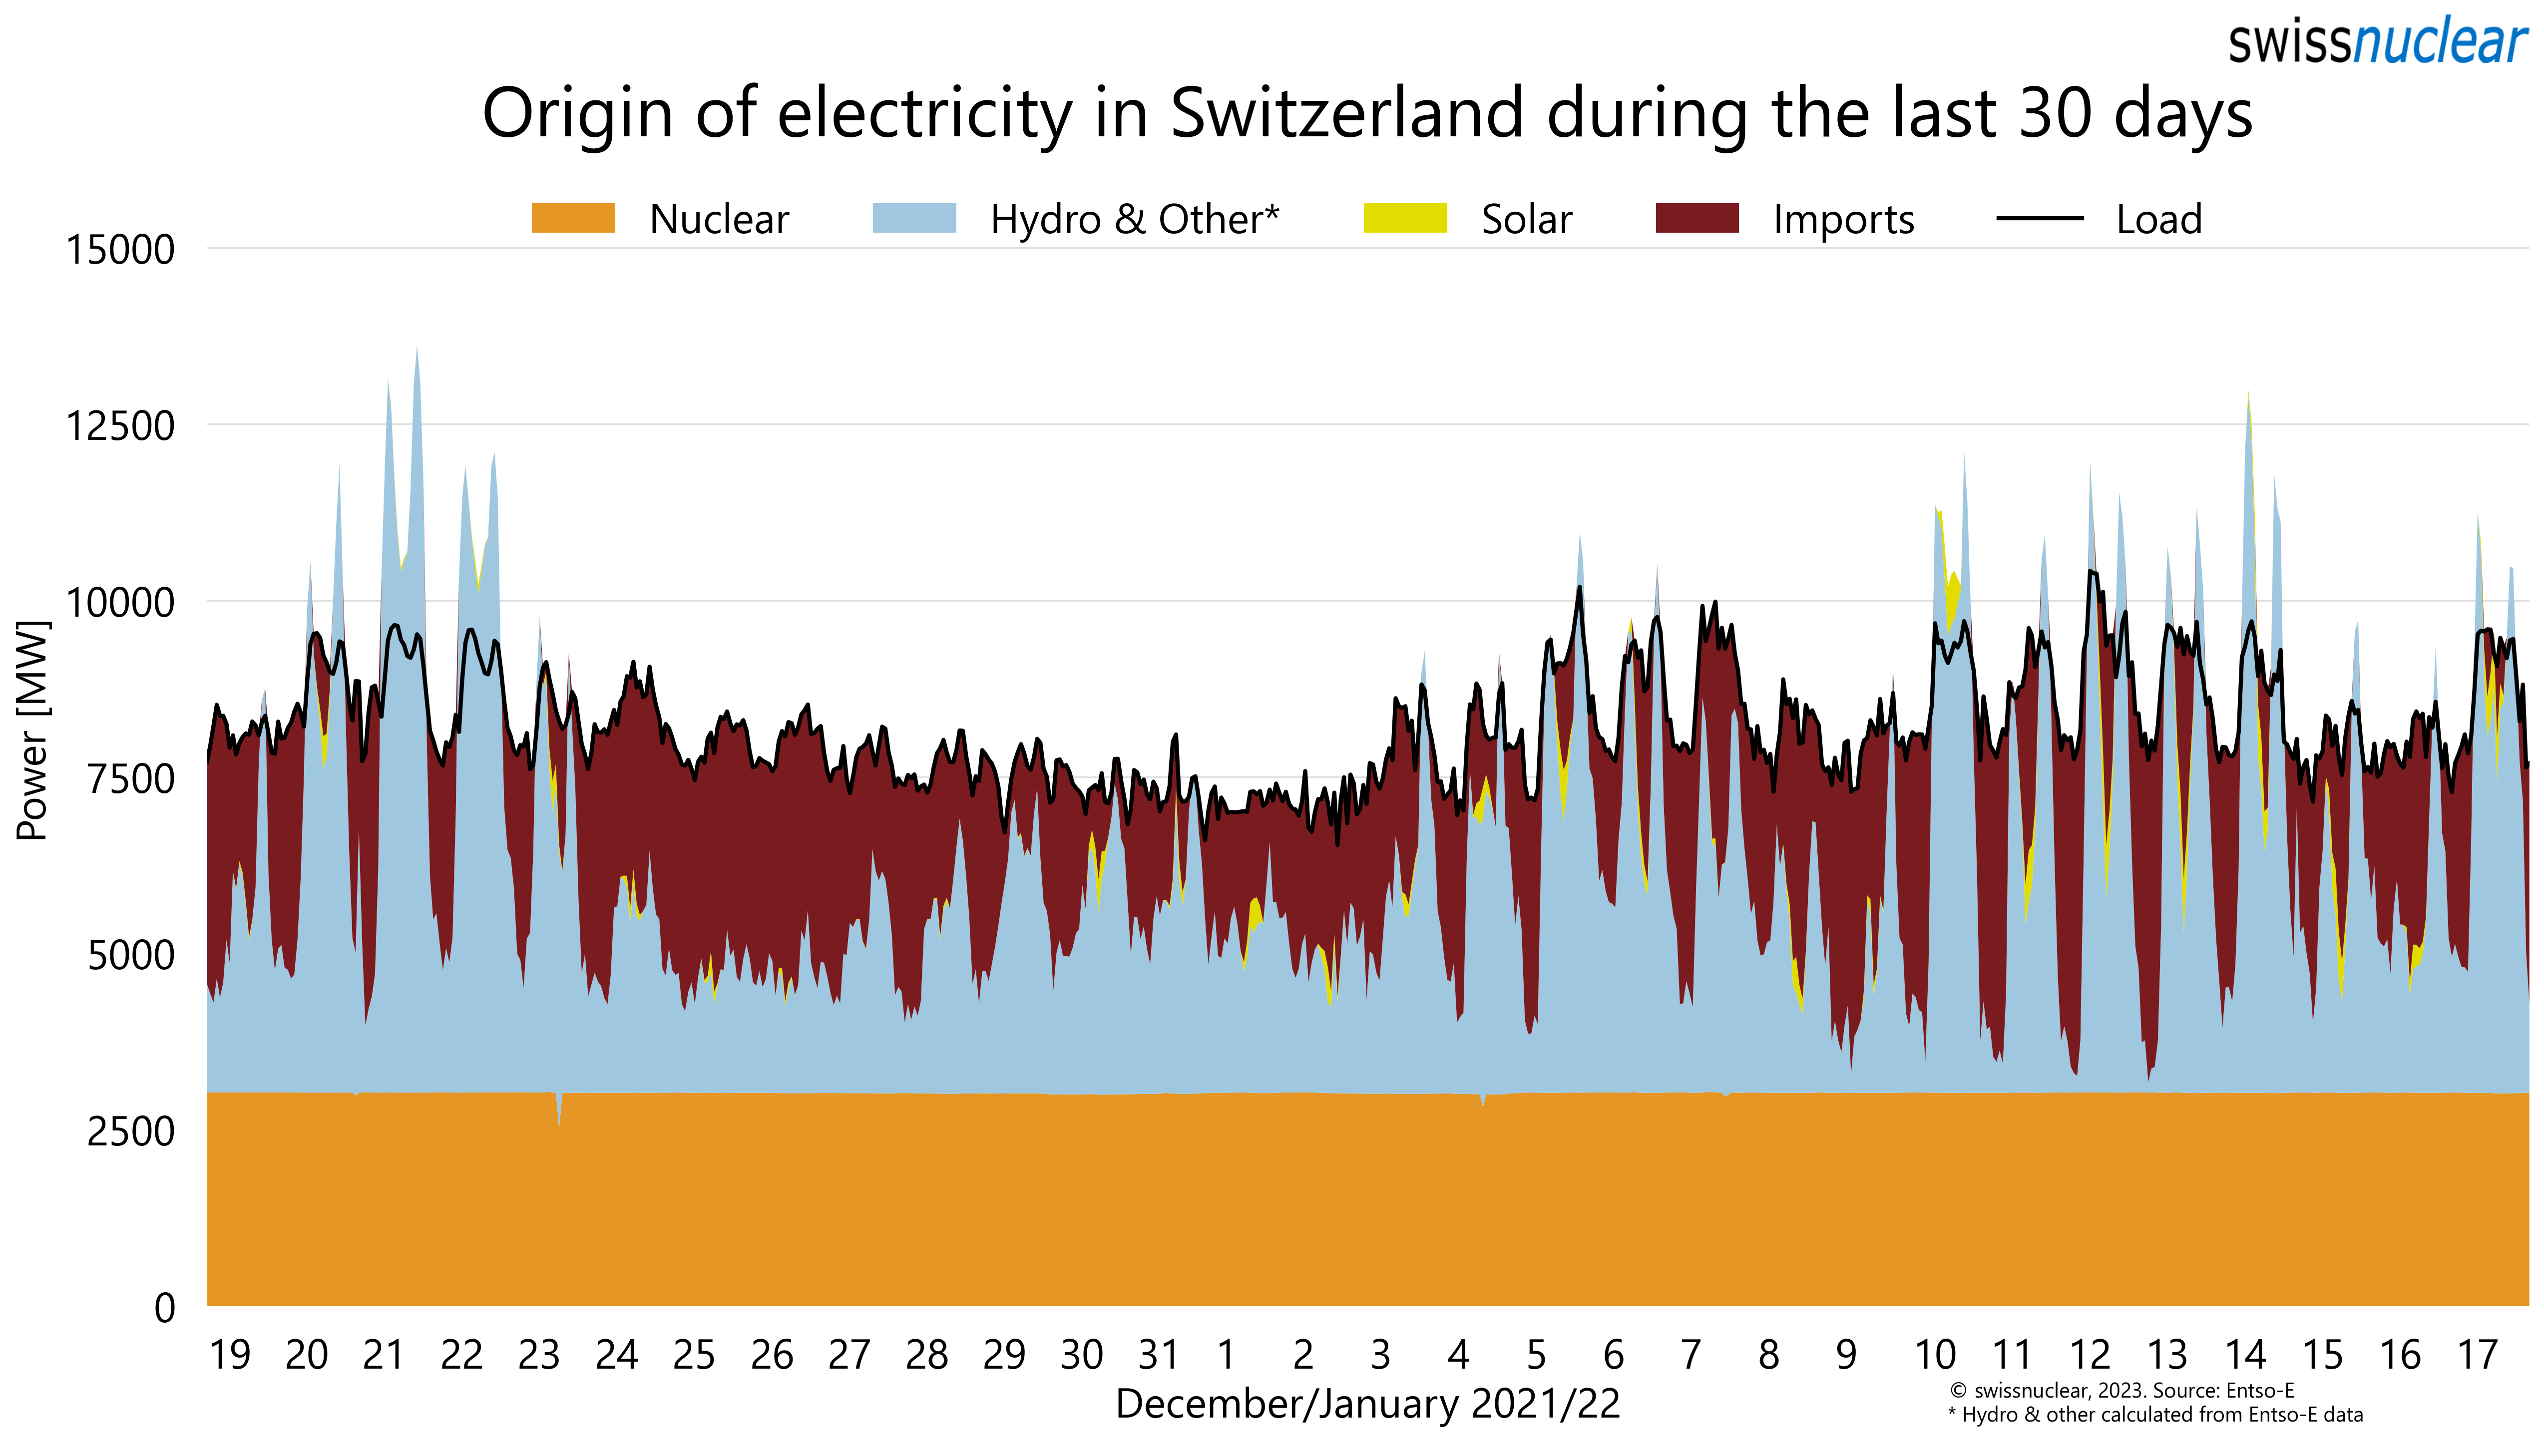 swissnuclear
Origin of electricity in Switzerland during the last 30 days
Nuclear Hydro & Other* Solar Imports Load
15000
12500
10000
7500
5000
2500
0
Power [MW]
19 20 21 22 23 24 25 26 27 28 29 30 31 1 2 3 4 5 6 7 8 9 10 11 12 13 14 15 16 17
December/January 2021/22
© swissnuclear, 2023. Source: Entso-E
* Hydro & other calculated from Entso-E data